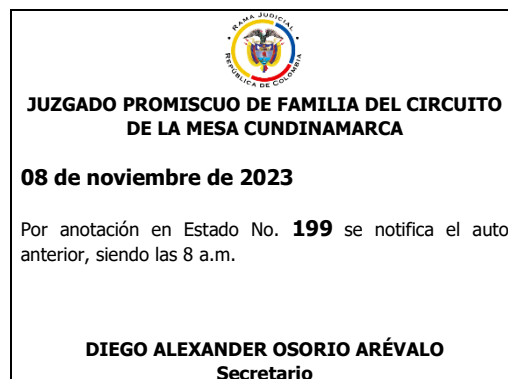 RAMA JUDICIAL
REPÚBLICA DE COLOMBIA
JUZGADO PROMISCUO DE FAMILIA DEL CIRCUITO
DE LA MESA CUNDINAMARCA
08 de noviembre de 2023
Por anotación en Estado No. 199 se notifica el auto
anterior, siendo las 8 a.m.
DIEGO ALEXANDER OSORIO ARÉVALO
Secretario